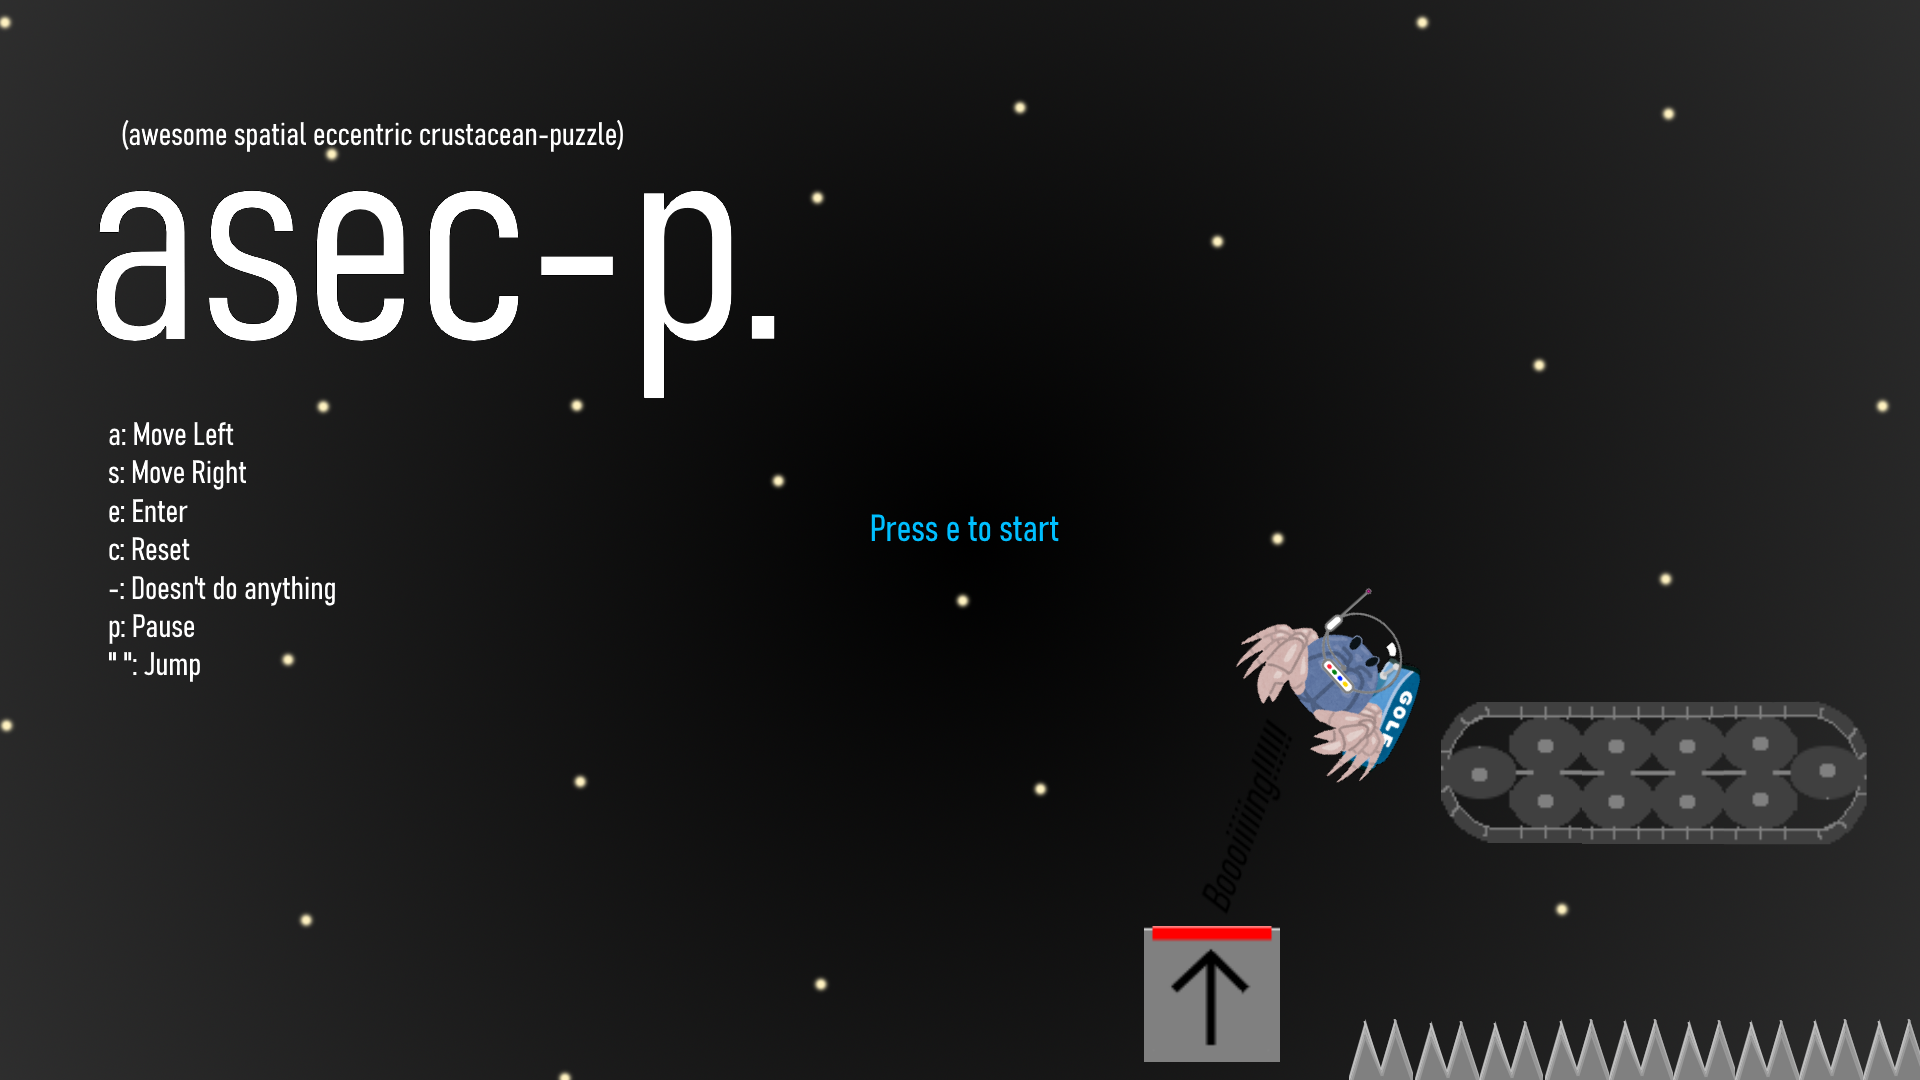 (awesome spatial eccentric crustacean-puzzle)
asec-p.
a: Move Left
s: Move Right
e: Enter
c: Reset
-: Doesn't do anything
p: Pause
" ": Jump
Press e to start
GOLF